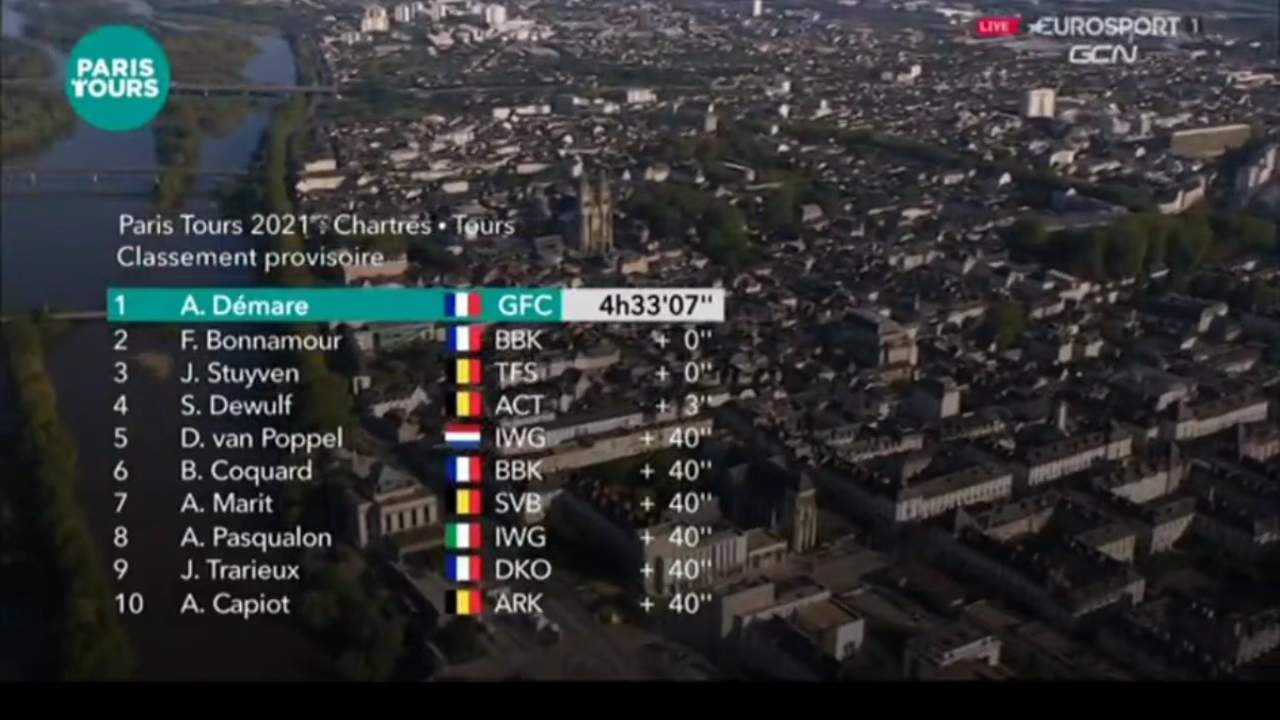 PARIS
TOURS
LIVE EUROSPORT 1
GCN
Paris Tours 2021 : Chartres • Tours
Classement provisoire
1 A. Démare GFC 4h33'07''
2 F. Bonnamour BBK + 0''
3 J. Stuyven TFS + 0''
4 S. Dewulf ACT + 3''
5 D. van Poppel IWG + 40''
6 B. Coquard BBK + 40''
7 A. Marit SVB + 40''
8 A. Pasqualon IWG + 40''
9 J. Trarieux DKO + 40''
10 A. Capiot ARK + 40''